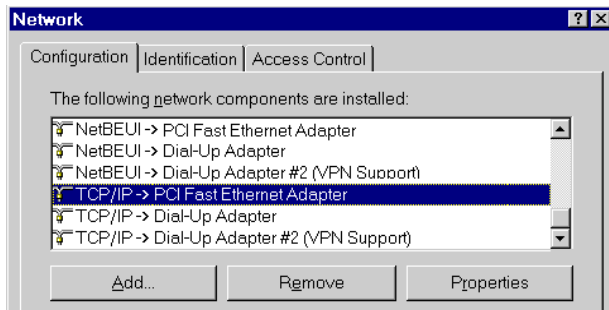 Network
Configuration Identification Access Control
The following network components are installed:
NetBEUI -> PCI Fast Ethernet Adapter
NetBEUI -> Dial-Up Adapter
NetBEUI -> Dial-Up Adapter #2 (VPN Support)
TCP/IP -> PCI Fast Ethernet Adapter
TCP/IP -> Dial-Up Adapter
TCP/IP -> Dial-Up Adapter #2 (VPN Support)
Add... Remove Properties